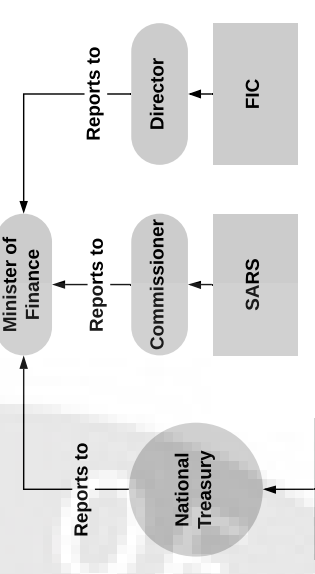 Minister of
Finance
Reports to
Reports to
Reports to
National
Treasury
Commissioner
Director
SARS
FIC